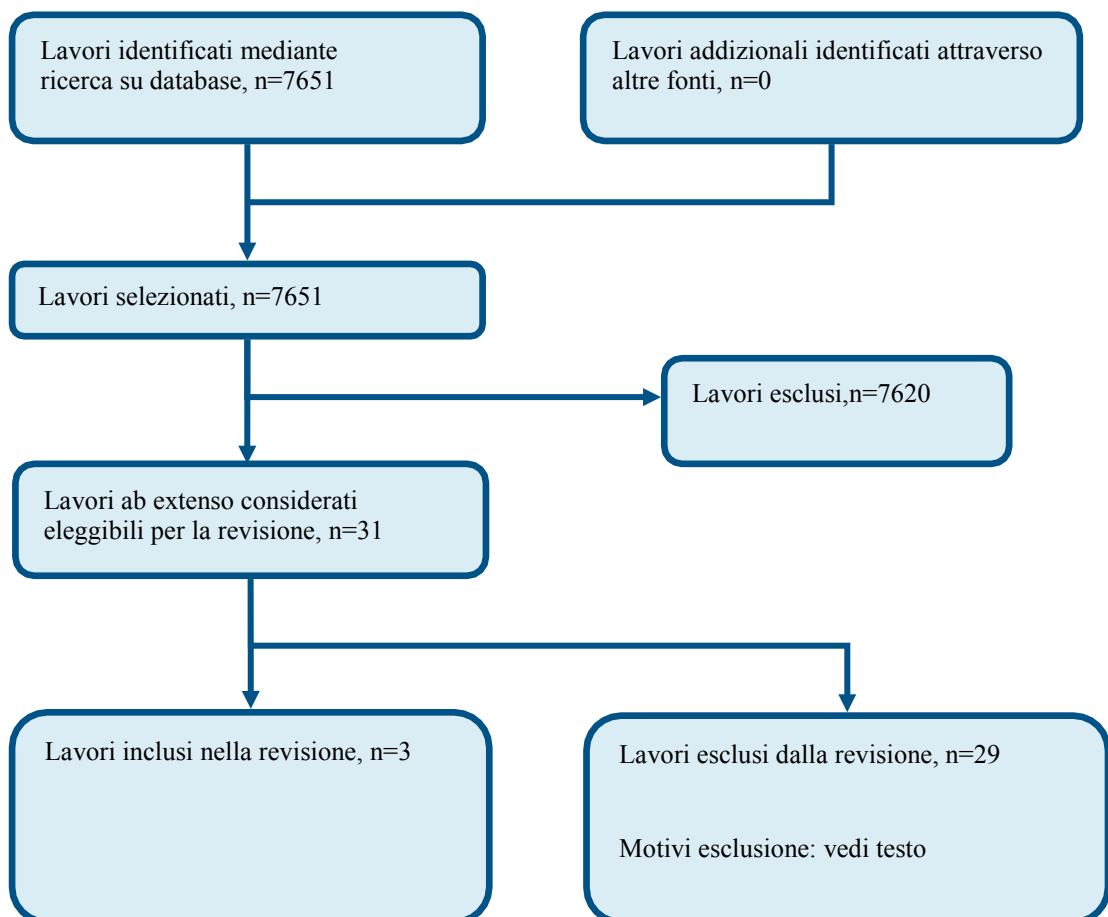 Lavori identificati mediante
ricerca su database, n=7651
Lavori addizionali identificati attraverso
altre fonti, n=0
Lavori selezionati, n=7651
Lavori esclusi,n=7620
Lavori ab extenso considerati
eleggibili per la revisione, n=31
Lavori inclusi nella revisione, n=3
Lavori esclusi dalla revisione, n=29
Motivi esclusione: vedi testo